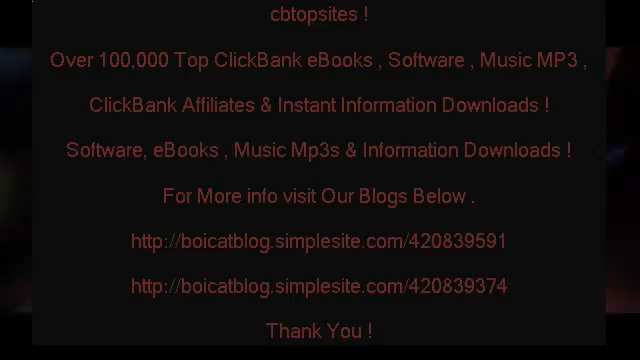 cbtopsites !
Over 100,000 Top ClickBank eBooks , Software , Music MP3 ,
ClickBank Affiliates & Instant Information Downloads !
Software, eBooks , Music Mp3s & Information Downloads !
For More info visit Our Blogs Below .
http://boicatblog.simplesite.com/420839591
http://boicatblog.simplesite.com/420839374
Thank You !